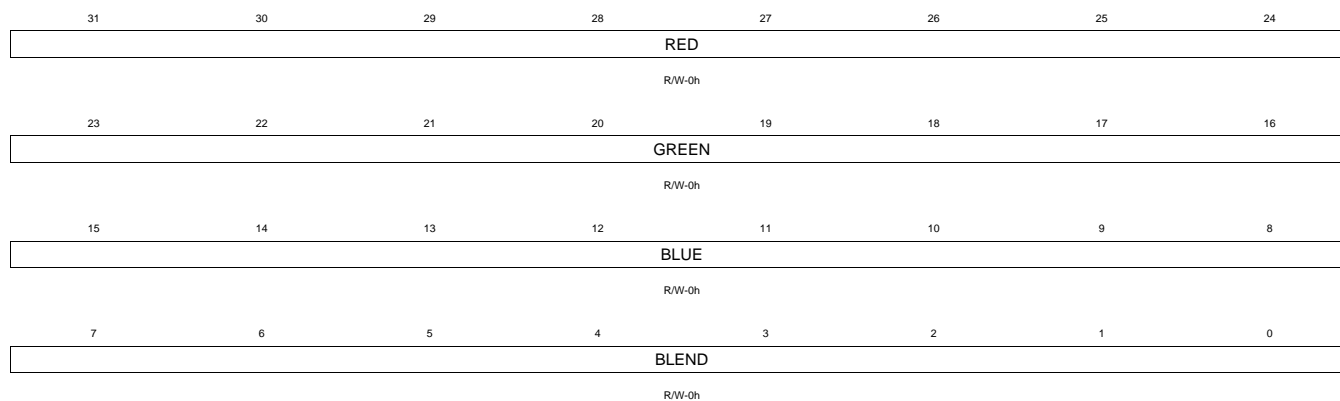 31 30 29 28 27 26 25 24
RED
R/W-0h
23 22 21 20 19 18 17 16
GREEN
R/W-0h
15 14 13 12 11 10 9 8
BLUE
R/W-0h
7 6 5 4 3 2 1 0
BLEND
R/W-0h